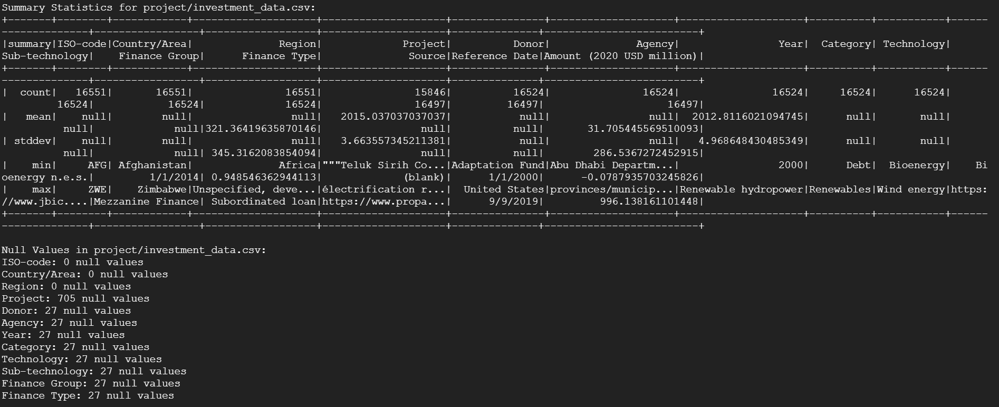 Summary Statistics for project/investment_data.csv:
+-------+--------+------------+--------------------+--------------------+---------------+--------------------+--------------------+----------+-----------+------
--------------+-----------------+------------------+--------------------+--------------+-------------------------+
|summary|ISO-code|Country/Area|              Region|             Project|          Donor|              Agency|                Year|  Category| Technology|
Sub-technology|    Finance Group|      Finance Type|              Source|Reference Date|Amount (2020 USD million)|
+-------+--------+------------+--------------------+--------------------+---------------+--------------------+--------------------+----------+-----------+------
--------------+-----------------+------------------+--------------------+--------------+-------------------------+
|  count|   16551|       16551|               16551|               15846|          16524|               16524|               16524|     16524|      16524|
         16524|            16524|             16524|               16497|         16497|                    16497|
|   mean|    null|        null|                null|   2015.037037037037|           null|                null|  2012.8116021094745|      null|       null|
          null|             null|321.36419635870146|                null|          null|       31.705445569510093|
| stddev|    null|        null|                null|   3.663557345211381|           null|                null|   4.968648430485349|      null|       null|
          null|             null| 345.3162083854094|                null|          null|        286.5367272452915|
|    min|     AFG| Afghanistan|              Africa|"""Teluk Sirih Co...|Adaptation Fund|Abu Dhabi Departm...|                2000|      Debt|  Bioenergy|    Bi
oenergy n.e.s.|         1/1/2014| 0.948546362944113|             (blank)|      1/1/2000|      -0.0787935703245826|
|    max|     ZWE|    Zimbabwe|Unspecified, deve...|électrification r...|  United States|provinces/municip...|Renewable hydropower|Renewables|Wind energy|https:
//www.jbic....|Mezzanine Finance| Subordinated loan|https://www.propa...|      9/9/2019|         996.138161101448|
+-------+--------+------------+--------------------+--------------------+---------------+--------------------+--------------------+----------+-----------+------
--------------+-----------------+------------------+--------------------+--------------+-------------------------+
Null Values in project/investment_data.csv:
ISO-code: 0 null values
Country/Area: 0 null values
Region: 0 null values
Project: 705 null values
Donor: 27 null values
Agency: 27 null values
Year: 27 null values
Category: 27 null values
Technology: 27 null values
Sub-technology: 27 null values
Finance Group: 27 null values
Finance Type: 27 null values